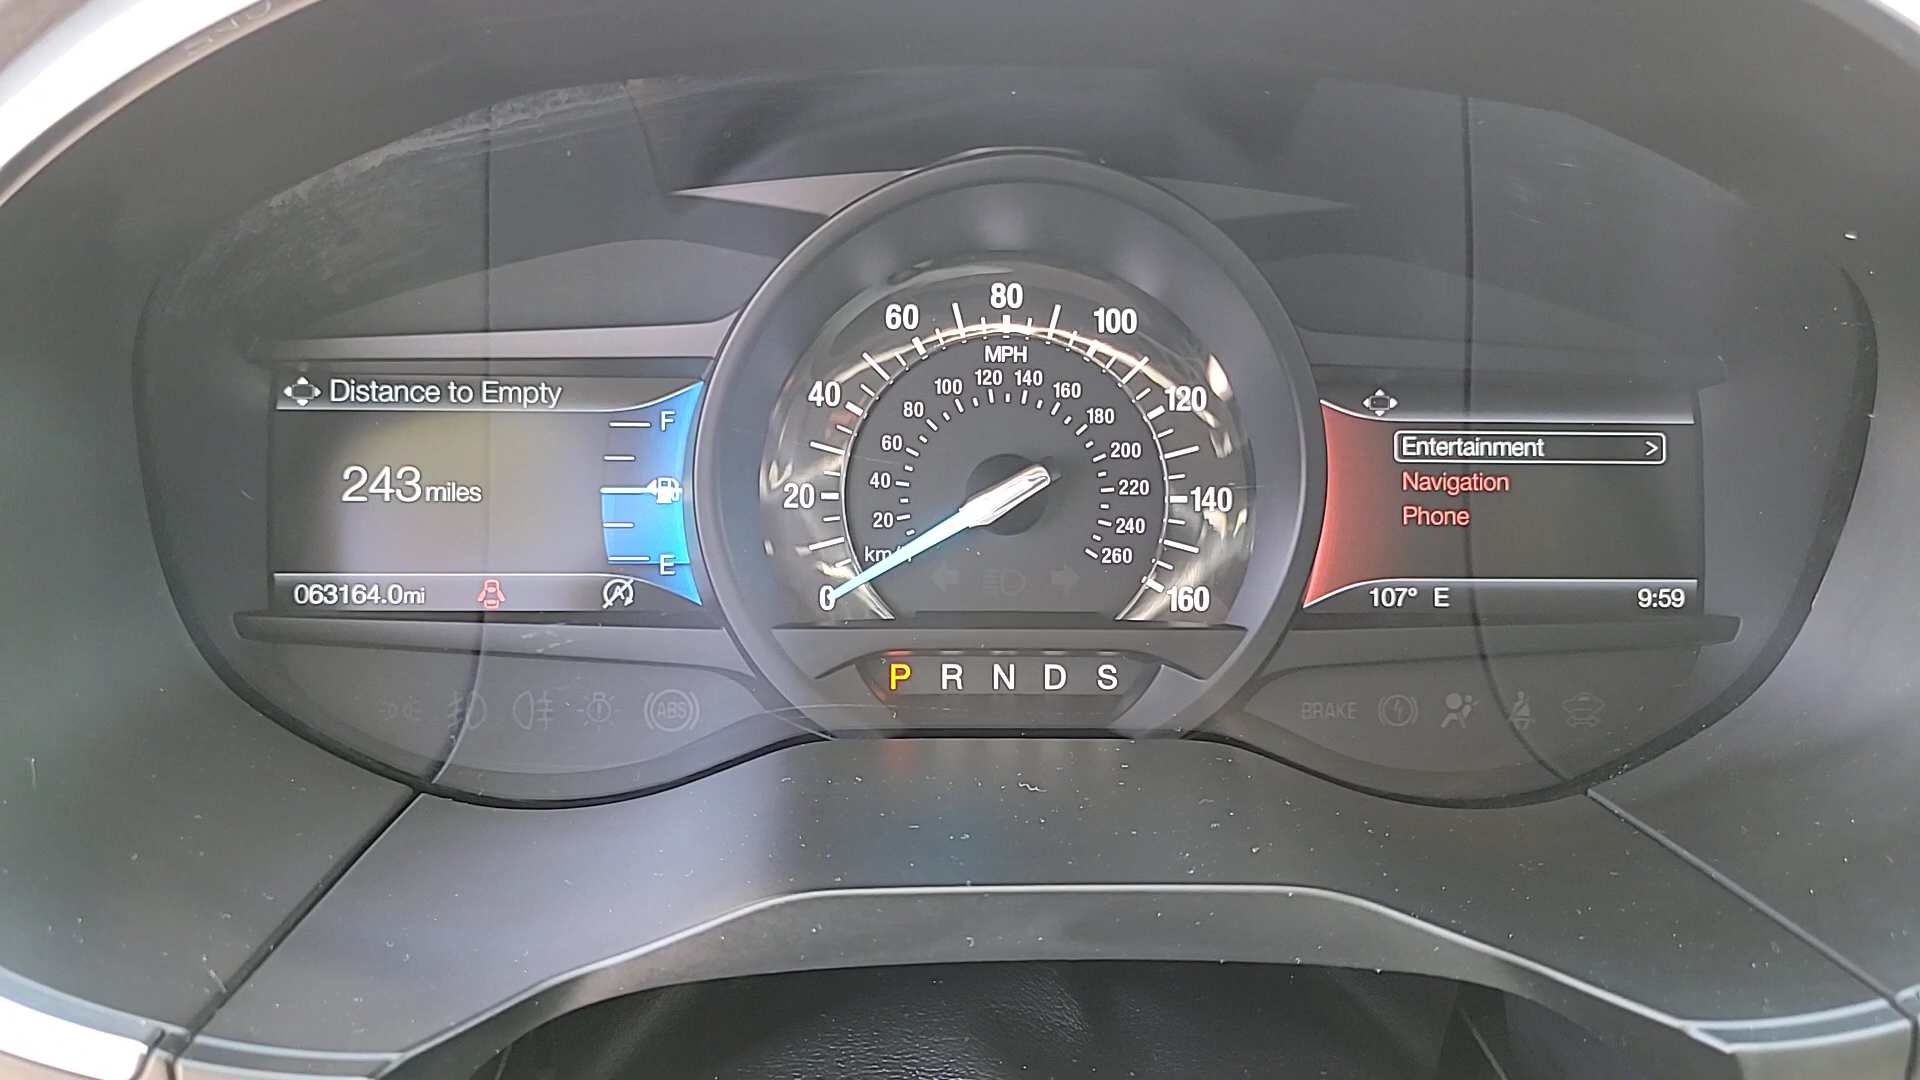 Distance to Empty
F
243 miles
E
063164.0mi
0
20
40
60
80
100
120
140
160
MPH
20
40
60
80
100
120
140
160
180
200
220
240
260
P R N D S
ABS
Entertainment >
Navigation
Phone
107° E
9:59
BRAKE